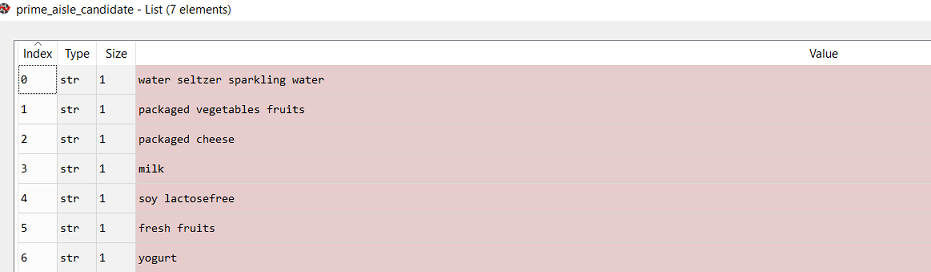 prime_aisle_candidate - List (7 elements)
Index Type Size Value
0 str 1 water seltzer sparkling water
1 str 1 packaged vegetables fruits
2 str 1 packaged cheese
3 str 1 milk
4 str 1 soy lactosefree
5 str 1 fresh fruits
6 str 1 yogurt